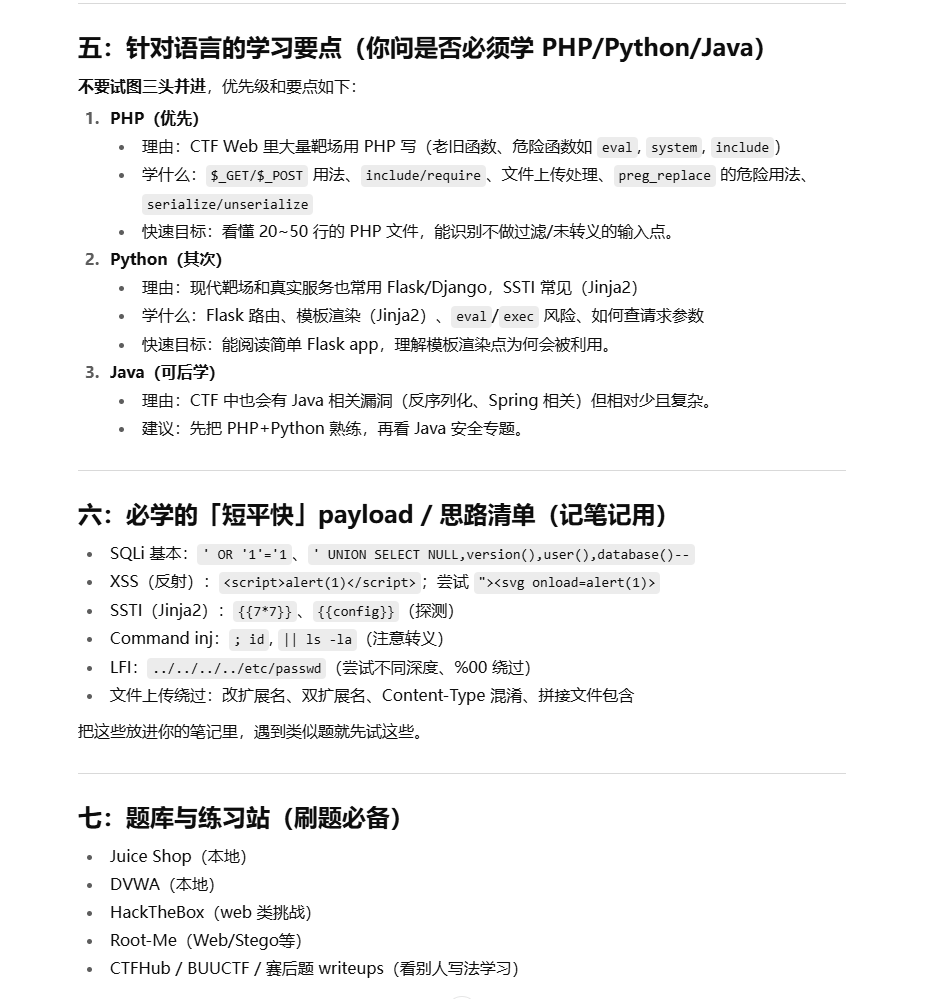 五：针对语言的学习要点（你问是否必须学 PHP/Python/Java）
不要试图三头并进，优先级和要点如下：
1. PHP（优先）
• 理由：CTF Web 里大量靶场用 PHP 写（老旧函数、危险函数如 eval, system, include）
• 学什么：$_GET/$_POST 用法、include/require、文件上传处理、preg_replace 的危险用法、
serialize/unserialize
• 快速目标：看懂 20~50 行的 PHP 文件，能识别不做过滤/未转义的输入点。
2. Python（其次）
• 理由：现代靶场和真实服务也常用 Flask/Django，SSTI 常见（Jinja2）
• 学什么：Flask 路由、模板渲染（Jinja2）、eval/exec 风险、如何查请求参数
• 快速目标：能阅读简单 Flask app，理解模板渲染点为何会被利用。
3. Java（可后学）
• 理由：CTF 中也会有 Java 相关漏洞（反序列化、Spring 相关）但相对少且复杂。
• 建议：先把 PHP+Python 熟练，再看 Java 安全专题。
六：必学的「短平快」payload / 思路清单（记笔记用）
• SQLi 基本：' OR '1'='1、' UNION SELECT NULL,version(),user(),database()--
• XSS（反射）：<script>alert(1)</script>；尝试 "><svg onload=alert(1)>
• SSTI（Jinja2）：{{7*7}}、{{config}}（探测）
• Command inj：; id, || ls -la（注意转义）
• LFI：../../../../etc/passwd（尝试不同深度、%00 绕过）
• 文件上传绕过：改扩展名、双扩展名、Content-Type 混淆、拼接文件包含
把这些放进你的笔记里，遇到类似题就先试这些。
七：题库与练习站（刷题必备）
• Juice Shop（本地）
• DVWA（本地）
• HackTheBox（web 类挑战）
• Root-Me（Web/Stego等）
• CTFHub / BUUCTF / 赛后题 writeups（看别人写法学习）